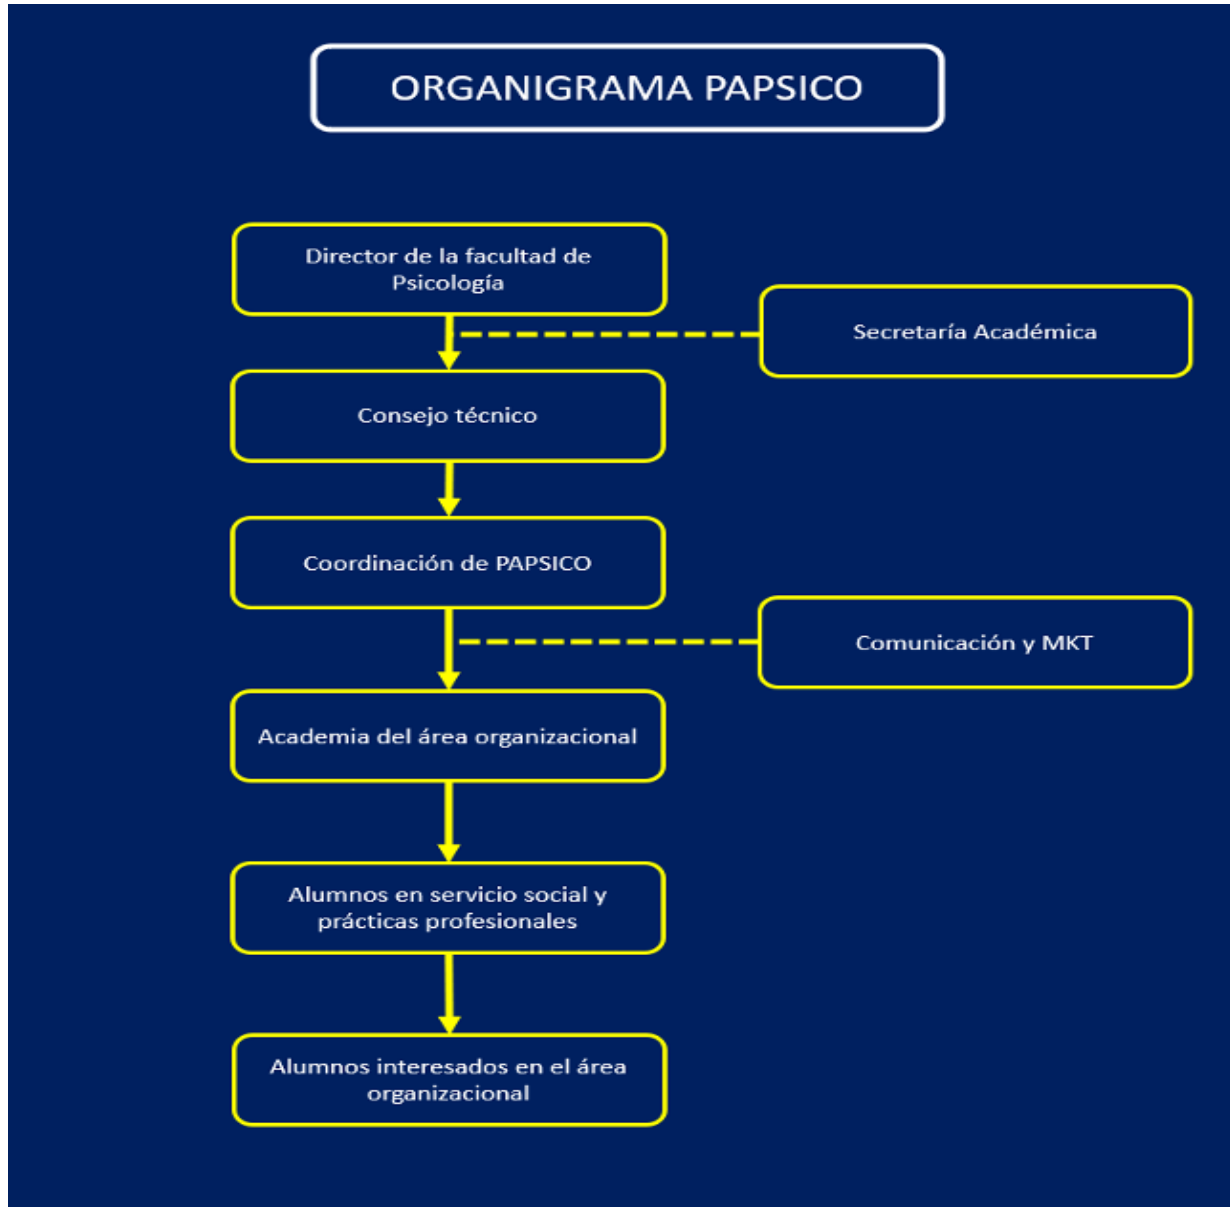 ORGANIGRAMA PAPSICO
Director de la facultad de
Psicología
Secretaría Académica
Consejo técnico
Coordinación de PAPSICO
Comunicación y MKT
Academia del área organizacional
Alumnos en servicio social y
prácticas profesionales
Alumnos interesados en el área
organizacional